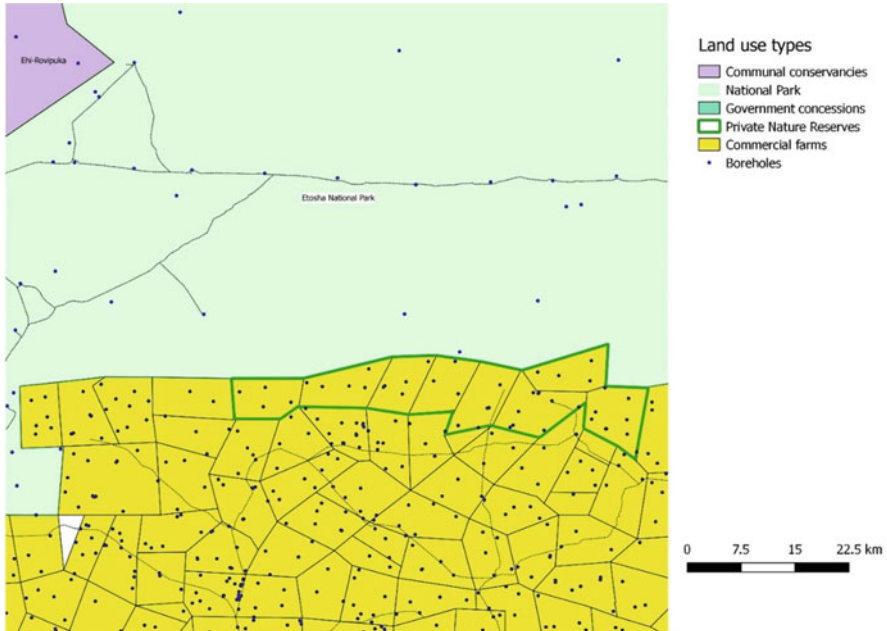 Ehi-Rovipuka
Etosha National Park
Land use types
Communal conservancies
National Park
Government concessions
Private Nature Reserves
Commercial farms
Boreholes
0 7.5 15 22.5 km